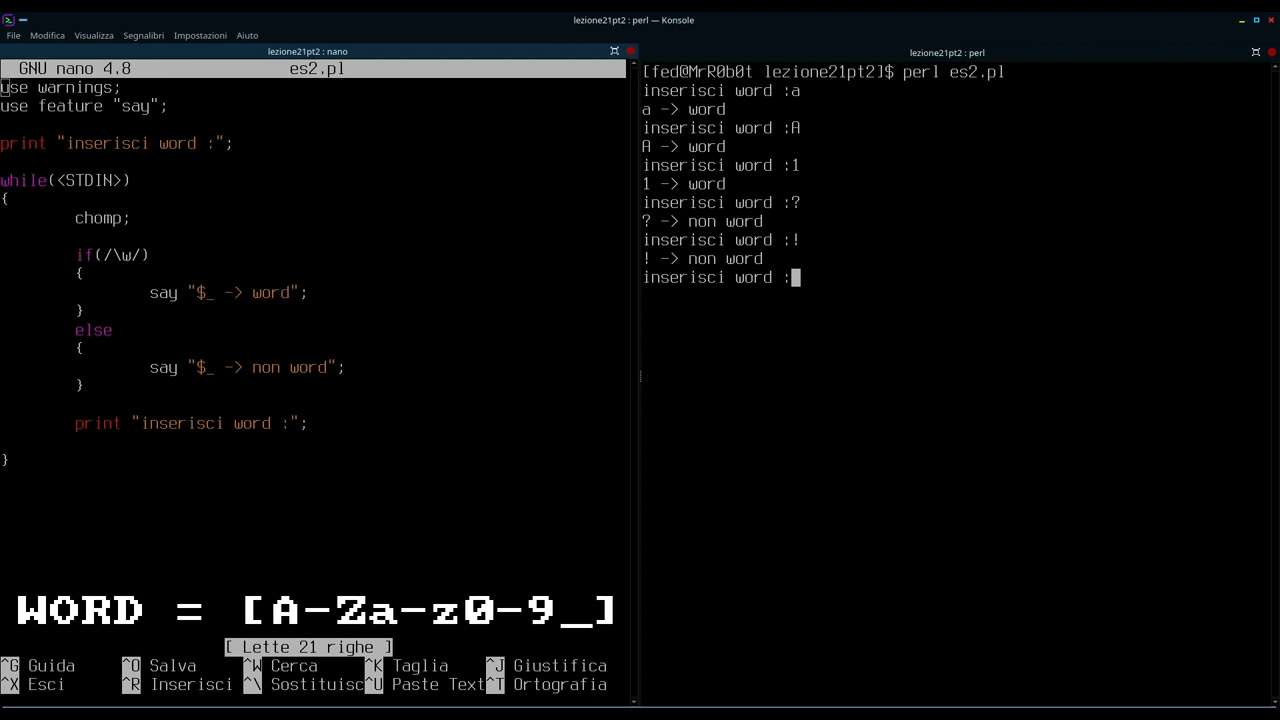 lezione21pt2 : perl — Konsole
File Modifica Visualizza Segnalibri Impostazioni Aiuto
lezione21pt2 : nano
GNU nano 4.8 es2.pl
use warnings;
use feature "say";
print "inserisci word :";
while(<STDIN>)
{
chomp;
if(/\w/)
{
say "$_ -> word";
}
else
{
say "$_ -> non word";
}
print "inserisci word :";
}
WORD = [A-Za-z0-9_]
[ Lette 21 righe ]
^G Guida ^O Salva ^W Cerca ^K Taglia ^J Giustifica
^X Esci ^R Inserisci ^\ Sostituisc^U Paste Text^T Ortografia
lezione21pt2 : perl
[fed@MrR0b0t lezione21pt2]$ perl es2.pl
inserisci word :a
a -> word
inserisci word :A
A -> word
inserisci word :1
1 -> word
inserisci word :?
? -> non word
inserisci word :!
! -> non word
inserisci word :